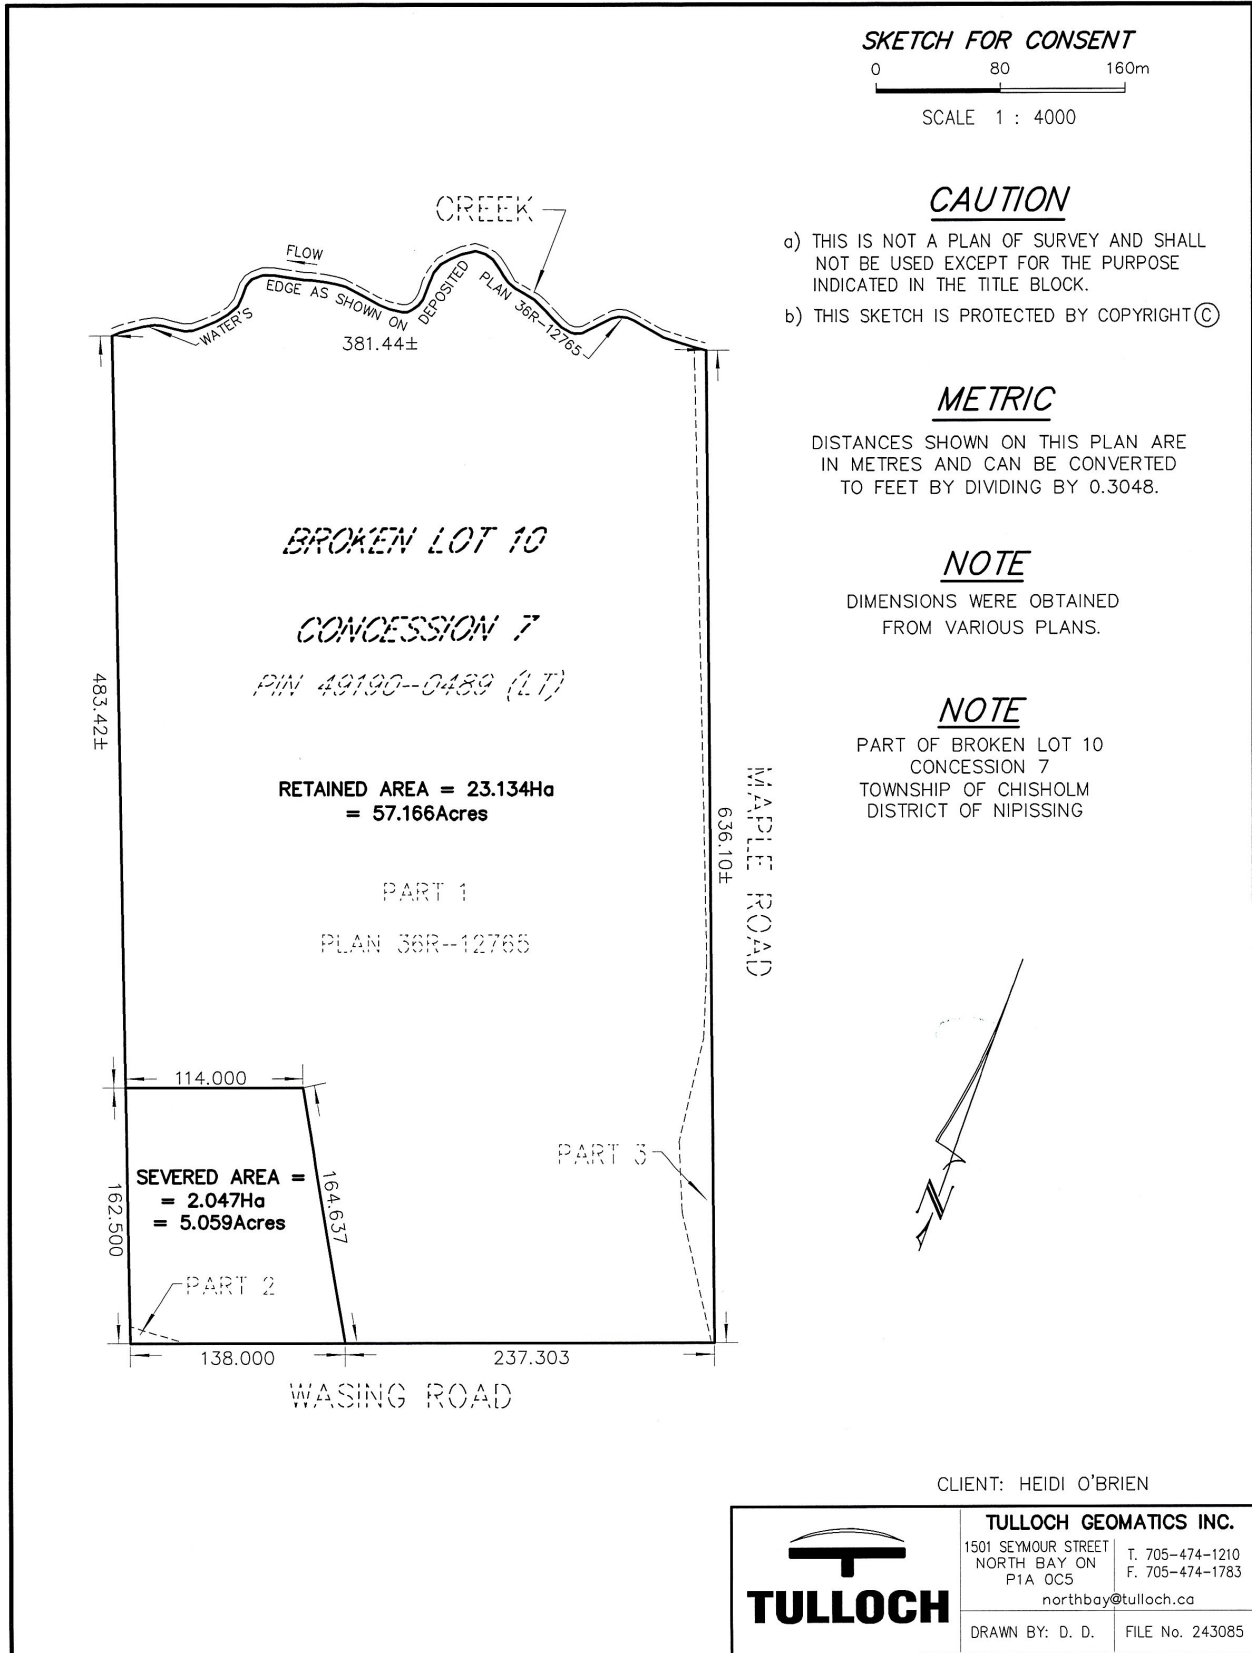 SKETCH FOR CONSENT
0 80 160m
SCALE 1 : 4000
CAUTION
a) THIS IS NOT A PLAN OF SURVEY AND SHALL
NOT BE USED EXCEPT FOR THE PURPOSE
INDICATED IN THE TITLE BLOCK.
b) THIS SKETCH IS PROTECTED BY COPYRIGHT ©
METRIC
DISTANCES SHOWN ON THIS PLAN ARE
IN METRES AND CAN BE CONVERTED
TO FEET BY DIVIDING BY 0.3048.
NOTE
DIMENSIONS WERE OBTAINED
FROM VARIOUS PLANS.
NOTE
PART OF BROKEN LOT 10
CONCESSION 7
TOWNSHIP OF CHISHOLM
DISTRICT OF NIPISSING
CREEK
FLOW
WATER'S EDGE AS SHOWN ON DEPOSITED PLAN 36R-12765
381.44±
BROKEN LOT 10
CONCESSION 7
PIN 49190--0489 (LT)
483.42±
RETAINED AREA = 23.134Ha
= 57.166Acres
MAPLE ROAD
636.10±
PART 1
PLAN 36R--12765
114.000
PART 3
SEVERED AREA =
= 2.047Ha
= 5.059Acres
162.500
164.637
PART 2
138.000
237.303
WASING ROAD
N
CLIENT: HEIDI O'BRIEN
TULLOCH
TULLOCH GEOMATICS INC.
1501 SEYMOUR STREET
NORTH BAY ON
P1A 0C5
T. 705-474-1210
F. 705-474-1783
northbay@tulloch.ca
DRAWN BY: D. D.
FILE No. 243085